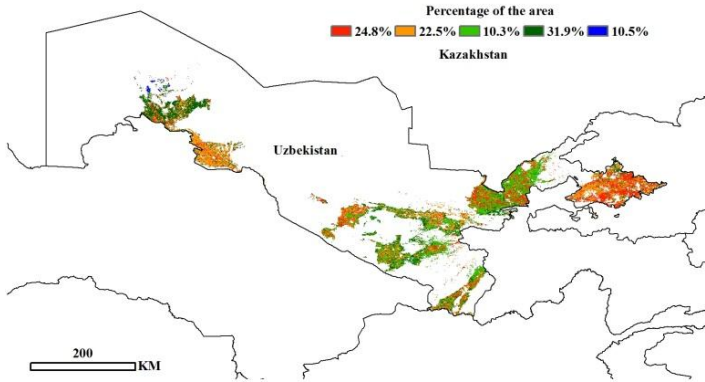 Percentage of the area
24.8% 22.5% 10.3% 31.9% 10.5%
Kazakhstan
Uzbekistan
200
KM